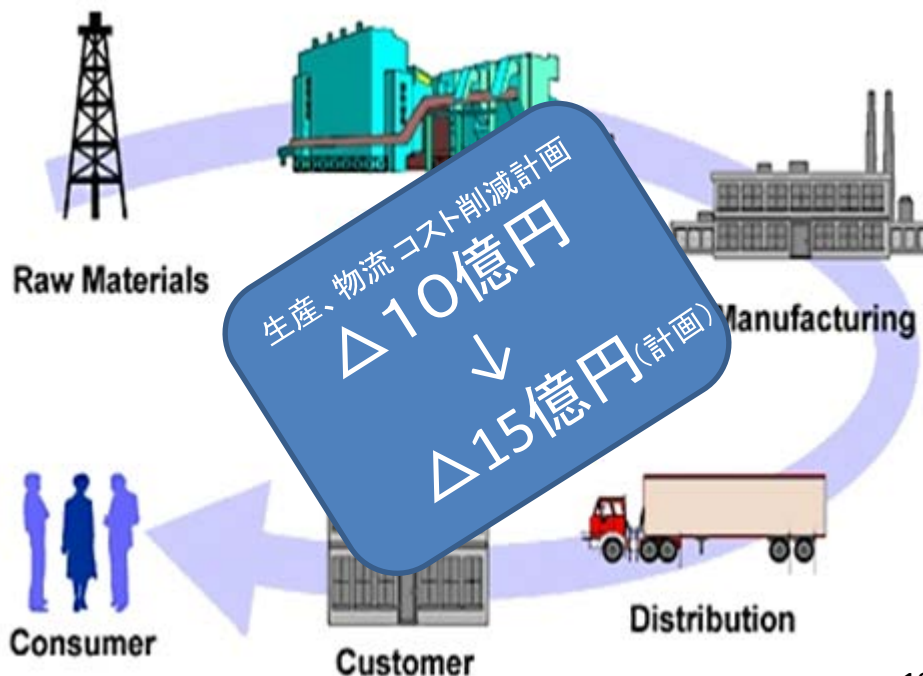 Raw Materials
生産、物流 コスト削減計画
△10億円
↓
△15億円(計画)
Manufacturing
Distribution
Customer
Consumer